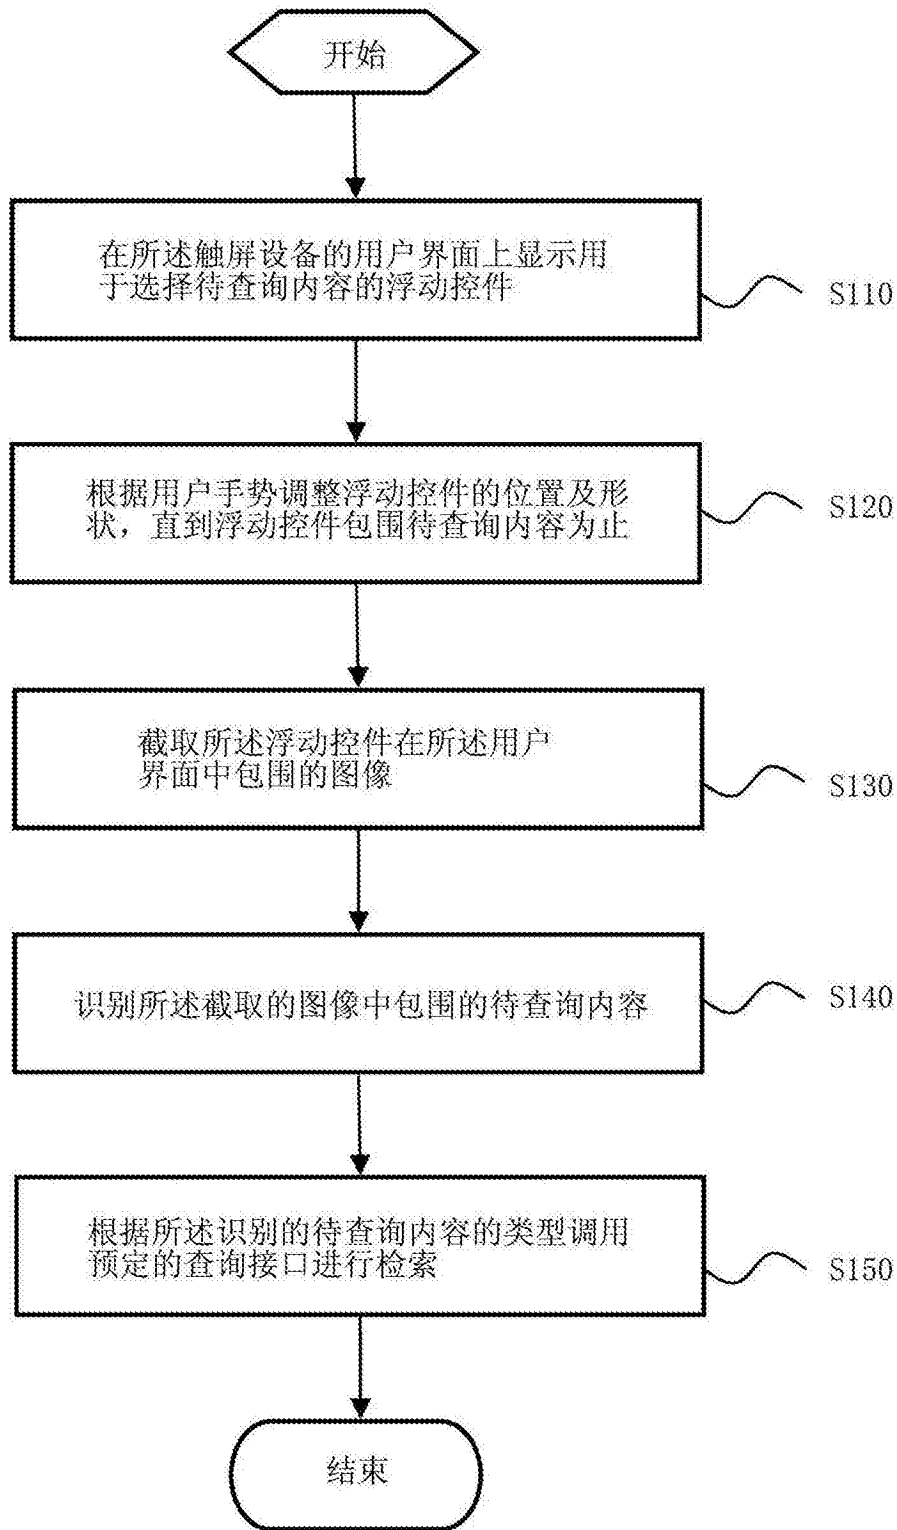 开始
在所述触屏设备的用户界面上显示用
于选择待查询内容的浮动控件
S110
根据用户手势调整浮动控件的位置及形
状，直到浮动控件包围待查询内容为止
S120
截取所述浮动控件在所述用户
界面中包围的图像
S130
识别所述截取的图像中包围的待查询内容
S140
根据所述识别的待查询内容的类型调用
预定的查询接口进行检索
S150
结束